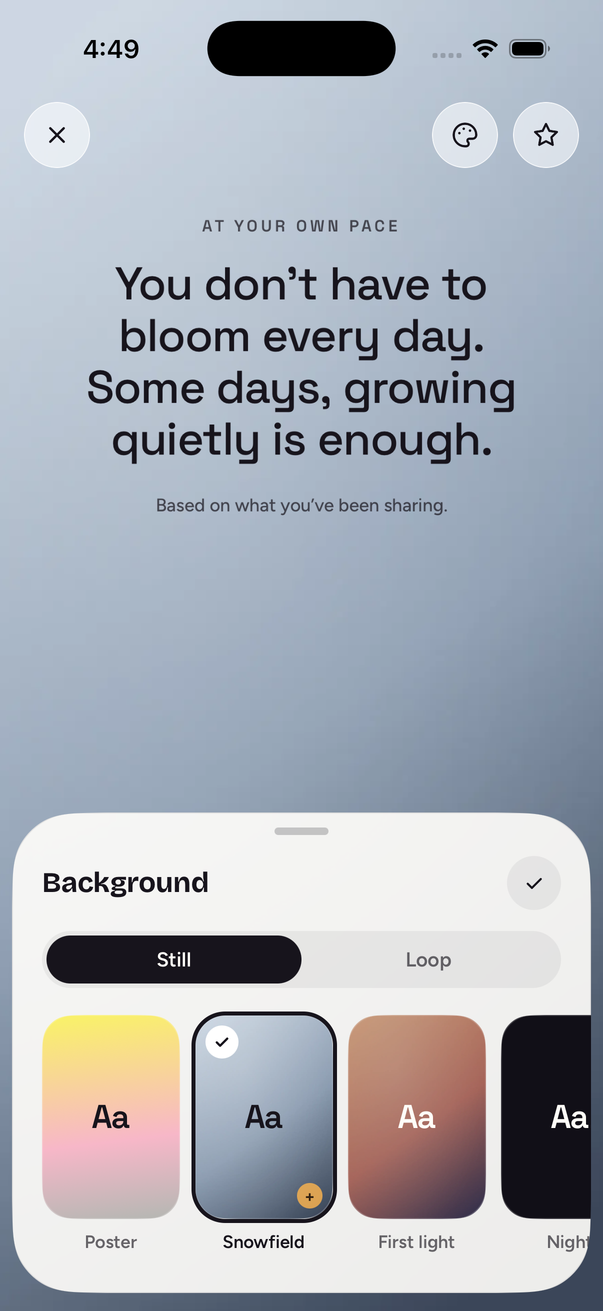 4:49
AT YOUR OWN PACE
You don’t have to
bloom every day.
Some days, growing
quietly is enough.
Based on what you’ve been sharing.
Background
Still
Loop
Aa
Aa
Aa
Aa
+
Poster
Snowfield
First light
Night